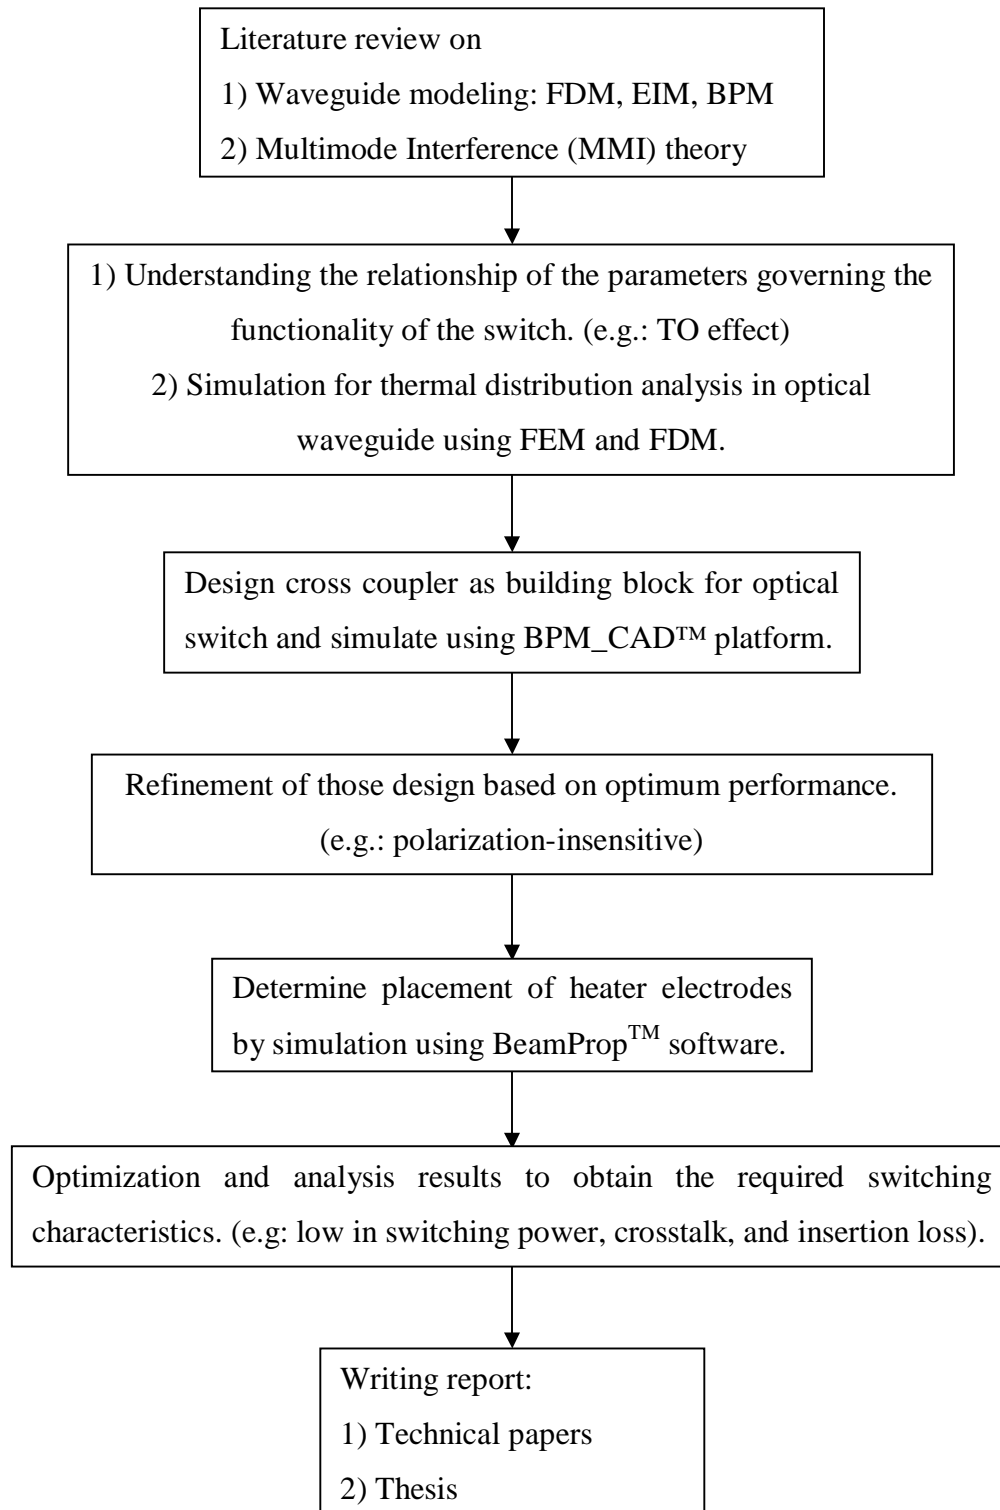 Literature review on
1) Waveguide modeling: FDM, EIM, BPM
2) Multimode Interference (MMI) theory
1) Understanding the relationship of the parameters governing the
functionality of the switch. (e.g.: TO effect)
2) Simulation for thermal distribution analysis in optical
waveguide using FEM and FDM.
Design cross coupler as building block for optical
switch and simulate using BPM_CAD™ platform.
Refinement of those design based on optimum performance.
(e.g.: polarization-insensitive)
Determine placement of heater electrodes
by simulation using BeamProp™ software.
Optimization and analysis results to obtain the required switching
characteristics. (e.g: low in switching power, crosstalk, and insertion loss).
Writing report:
1) Technical papers
2) Thesis